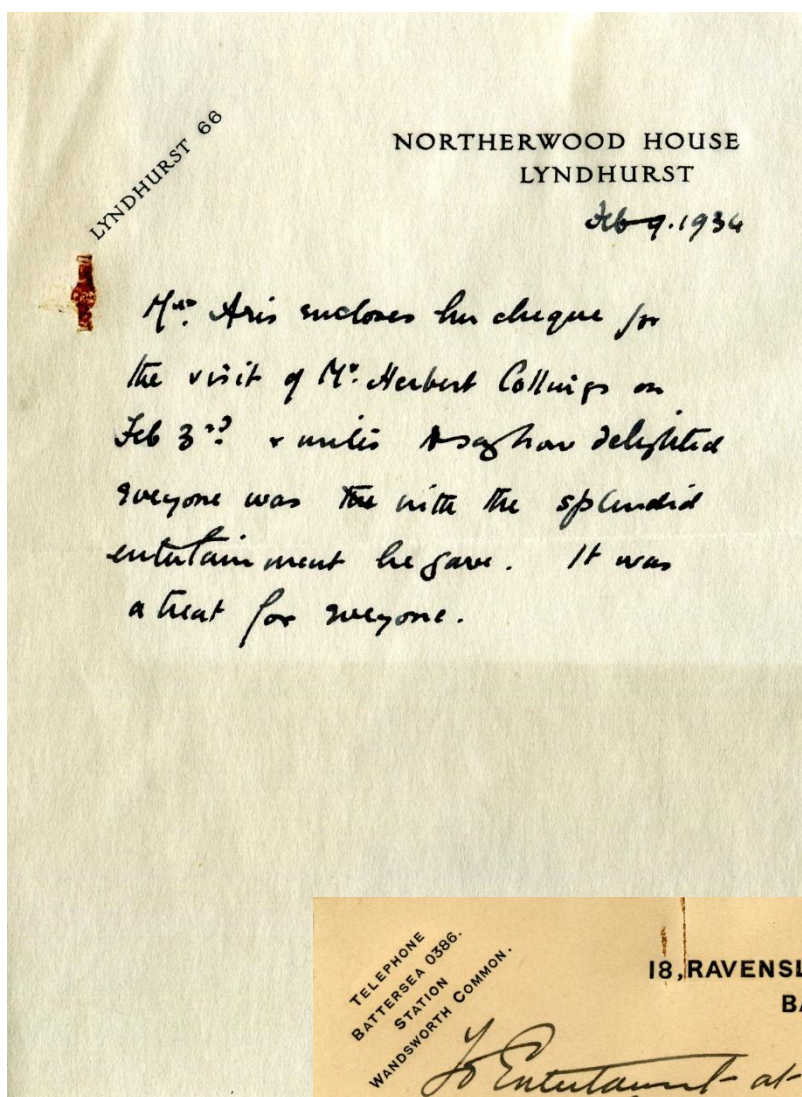 LYNDHURST 66
NORTHERWOOD HOUSE
LYNDHURST
Feb 9. 1934
Mrs. Aris encloses her cheque for
the visit of Mr. Herbert Collings on
Feb 3rd & writes to say how delighted
everyone was with the splendid
entertainment he gave. It was
a treat for everyone.
TELEPHONE
BATTERSEA 0386.
STATION
WANDSWORTH COMMON.
18, RAVENSL
BA
To Entertainment at